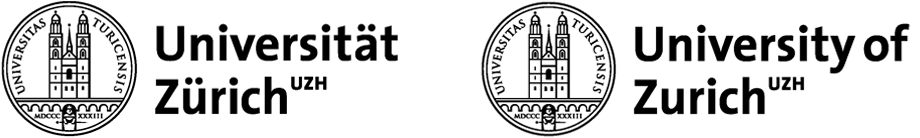 UNIVERSITAS TURICENSIS
MDCCC XXXIII
Universität
Zürich UZH
UNIVERSITAS TURICENSIS
MDCCC XXXIII
University of
Zurich UZH